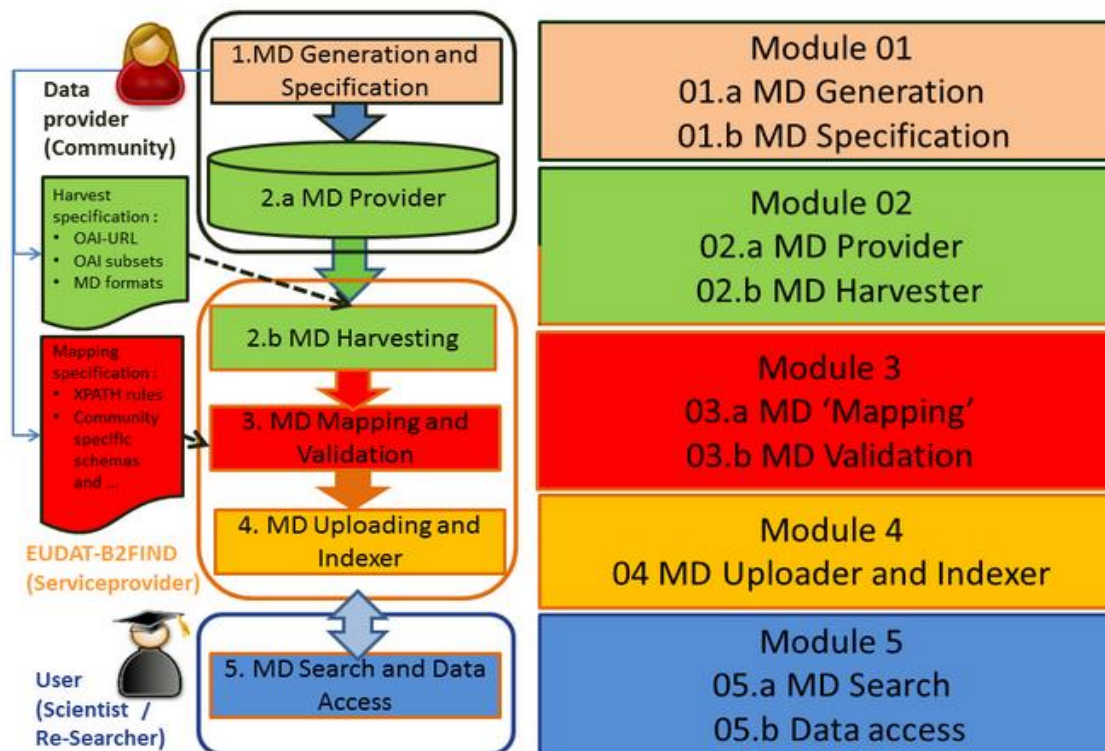 1.MD Generation and
Specification
Data
provider
(Community)
2.a MD Provider
Harvest
specification :
• OAI-URL
• OAI subsets
• MD formats
2.b MD Harvesting
Mapping
specification :
• XPATH rules
• Community
specific
schemas
and ...
3. MD Mapping and
Validation
4. MD Uploading and
Indexer
EUDAT-B2FIND
(Serviceprovider)
5. MD Search and Data
Access
User
(Scientist /
Re-Searcher)
Module 01
01.a MD Generation
01.b MD Specification
Module 02
02.a MD Provider
02.b MD Harvester
Module 3
03.a MD ‘Mapping’
03.b MD Validation
Module 4
04 MD Uploader and Indexer
Module 5
05.a MD Search
05.b Data access